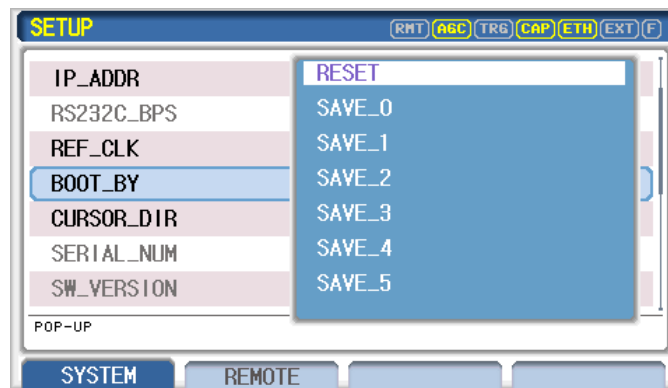 SETUP RMT AGC TRG CAP ETH EXT F
IP_ADDR RESET
RS232C_BPS SAVE_0
REF_CLK SAVE_1
BOOT_BY SAVE_2
CURSOR_DIR SAVE_3
SERIAL_NUM SAVE_4
SW_VERSION SAVE_5
POP-UP
SYSTEM REMOTE